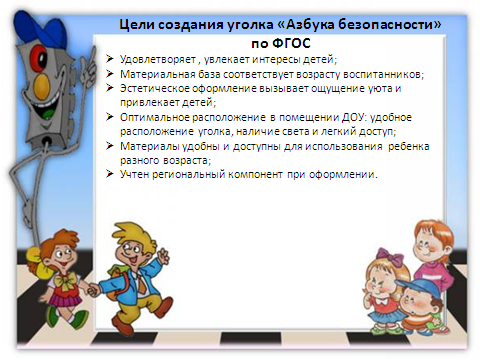 Цели создания уголка «Азбука безопасности»
по ФГОС
➢ Удовлетворяет , увлекает интересы детей;
➢ Материальная база соответствует возрасту воспитанников;
➢ Эстетическое оформление вызывает ощущение уюта и
привлекает детей;
➢ Оптимальное расположение в помещении ДОУ: удобное
расположение уголка, наличие света и легкий доступ;
➢ Материалы удобны и доступны для использования ребенка
разного возраста;
➢ Учтен региональный компонент при оформлении.